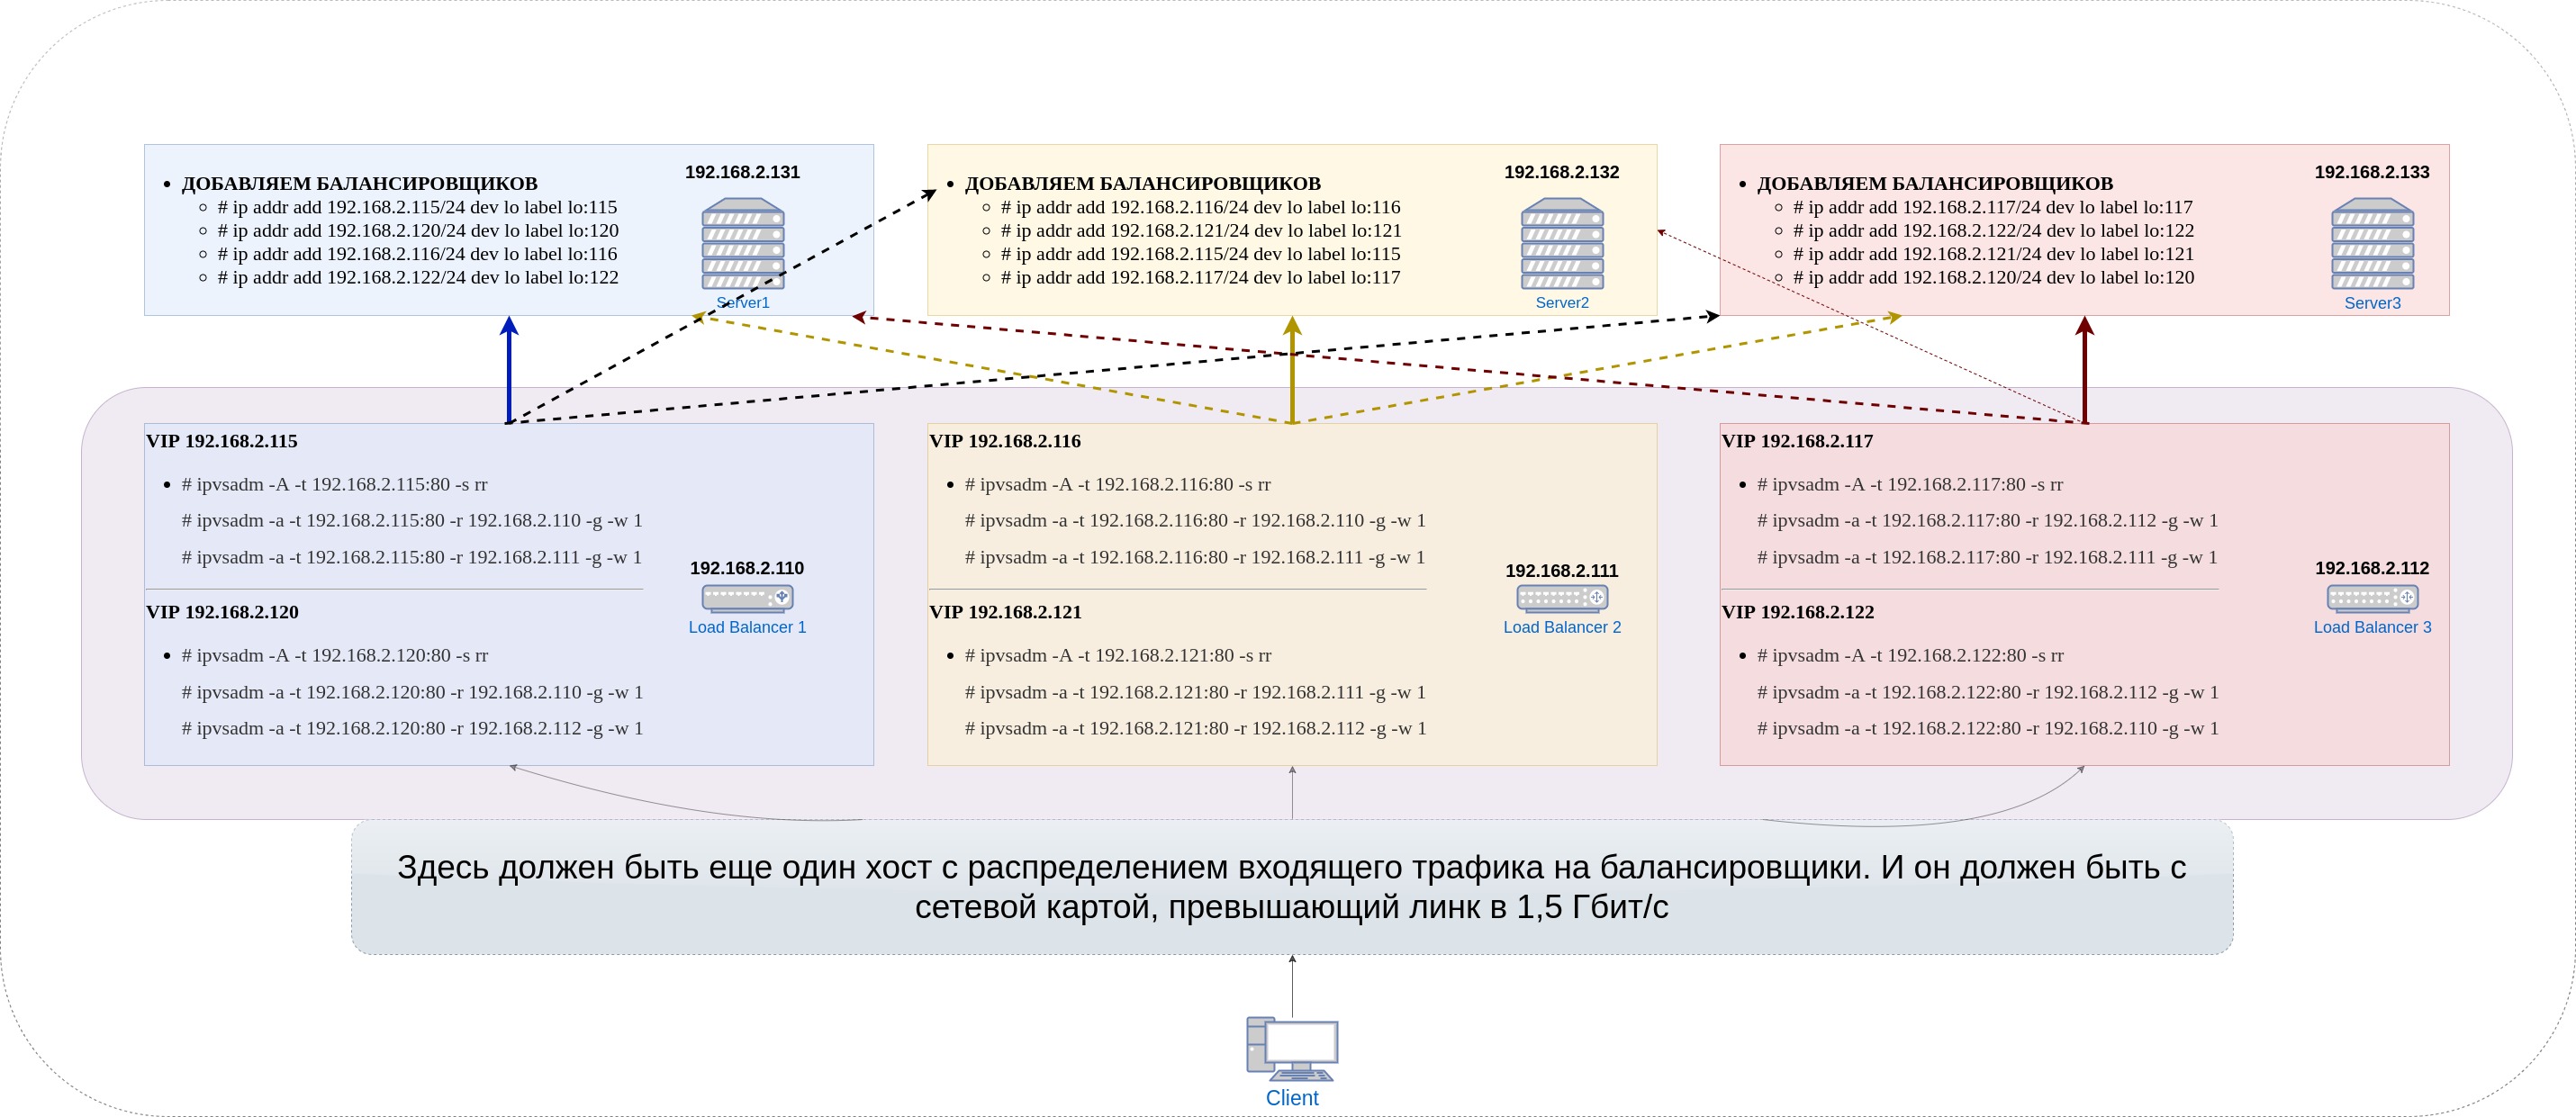 ДОБАВЛЯЕМ БАЛАНСИРОВЩИКОВ
# ip addr add 192.168.2.115/24 dev lo label lo:115
# ip addr add 192.168.2.120/24 dev lo label lo:120
# ip addr add 192.168.2.116/24 dev lo label lo:116
# ip addr add 192.168.2.122/24 dev lo label lo:122
192.168.2.131
Server1
ДОБАВЛЯЕМ БАЛАНСИРОВЩИКОВ
# ip addr add 192.168.2.116/24 dev lo label lo:116
# ip addr add 192.168.2.121/24 dev lo label lo:121
# ip addr add 192.168.2.115/24 dev lo label lo:115
# ip addr add 192.168.2.117/24 dev lo label lo:117
192.168.2.132
Server2
ДОБАВЛЯЕМ БАЛАНСИРОВЩИКОВ
# ip addr add 192.168.2.117/24 dev lo label lo:117
# ip addr add 192.168.2.122/24 dev lo label lo:122
# ip addr add 192.168.2.121/24 dev lo label lo:121
# ip addr add 192.168.2.120/24 dev lo label lo:120
192.168.2.133
Server3
VIP 192.168.2.115
# ipvsadm -A -t 192.168.2.115:80 -s rr
# ipvsadm -a -t 192.168.2.115:80 -r 192.168.2.110 -g -w 1
# ipvsadm -a -t 192.168.2.115:80 -r 192.168.2.111 -g -w 1
VIP 192.168.2.120
# ipvsadm -A -t 192.168.2.120:80 -s rr
# ipvsadm -a -t 192.168.2.120:80 -r 192.168.2.110 -g -w 1
# ipvsadm -a -t 192.168.2.120:80 -r 192.168.2.112 -g -w 1
192.168.2.110
Load Balancer 1
VIP 192.168.2.116
# ipvsadm -A -t 192.168.2.116:80 -s rr
# ipvsadm -a -t 192.168.2.116:80 -r 192.168.2.110 -g -w 1
# ipvsadm -a -t 192.168.2.116:80 -r 192.168.2.111 -g -w 1
VIP 192.168.2.121
# ipvsadm -A -t 192.168.2.121:80 -s rr
# ipvsadm -a -t 192.168.2.121:80 -r 192.168.2.111 -g -w 1
# ipvsadm -a -t 192.168.2.121:80 -r 192.168.2.112 -g -w 1
192.168.2.111
Load Balancer 2
VIP 192.168.2.117
# ipvsadm -A -t 192.168.2.117:80 -s rr
# ipvsadm -a -t 192.168.2.117:80 -r 192.168.2.112 -g -w 1
# ipvsadm -a -t 192.168.2.117:80 -r 192.168.2.111 -g -w 1
VIP 192.168.2.122
# ipvsadm -A -t 192.168.2.122:80 -s rr
# ipvsadm -a -t 192.168.2.122:80 -r 192.168.2.112 -g -w 1
# ipvsadm -a -t 192.168.2.122:80 -r 192.168.2.110 -g -w 1
192.168.2.112
Load Balancer 3
Здесь должен быть еще один хост с распределением входящего трафика на балансировщики. И он должен быть с
сетевой картой, превышающий линк в 1,5 Гбит/с
Client